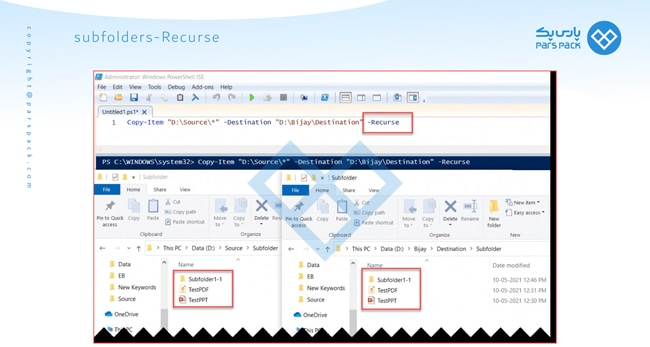 subfolders-Recurse
پارس‌پک
PARS PACK
copyright@parspack.com
Administrator: Windows PowerShell ISE
File Edit View Tools Debug Add-ons Help
Untitled1.ps1* X
1 Copy-Item "D:\Source\*" -Destination "D:\Bijay\Destination" -Recurse
PS C:\WINDOWS\system32> Copy-Item "D:\Source\*" -Destination "D:\Bijay\Destination" -Recurse
Subfolder
File Home Share View
Pin to Quick access
Copy
Paste
Cut
Copy path
Paste shortcut
Move to
Copy to
Delete
Rename
Clipboard
Organize
This PC > Data (D:) > Source > Subfolder
Data
EB
New Keywords
Source
OneDrive
This PC
Subfolder1-1
TestPDF
TestPPT
Subfolder
File Home Share View
Pin to Quick access
Copy
Paste
Cut
Copy path
Paste shortcut
Move to
Copy to
Delete
Rename
New folder
New item
Easy access
Clipboard
Organize
New
This PC > Data (D:) > Bijay > Destination > Subfolder
Data
EB
New Keywords
Source
OneDrive
This PC
Name
Date modified
Subfolder1-1 10-05-2021 12:46 PM
TestPDF 10-05-2021 12:31 PM
TestPPT 10-05-2021 12:30 PM